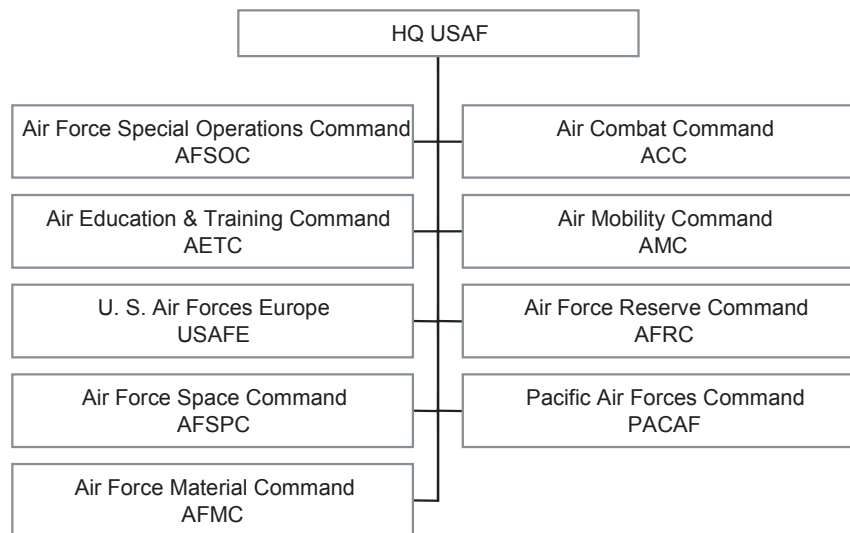 HQ USAF
Air Force Special Operations Command
AFSOC
Air Combat Command
ACC
Air Education & Training Command
AETC
Air Mobility Command
AMC
U. S. Air Forces Europe
USAFE
Air Force Reserve Command
AFRC
Air Force Space Command
AFSPC
Pacific Air Forces Command
PACAF
Air Force Material Command
AFMC